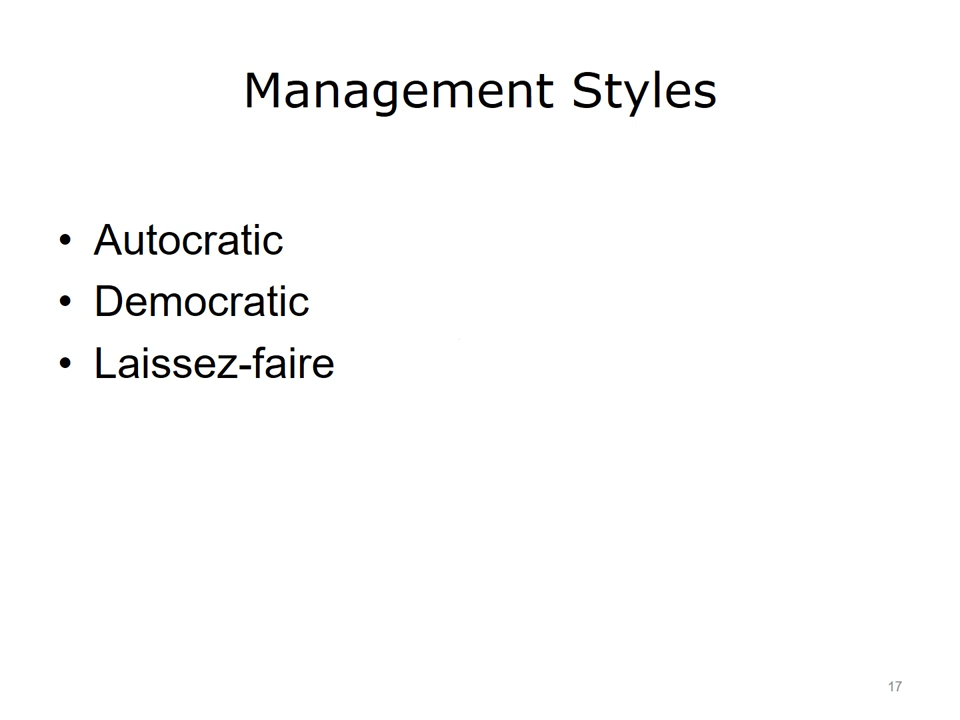 Management Styles
• Autocratic
• Democratic
• Laissez-faire
17